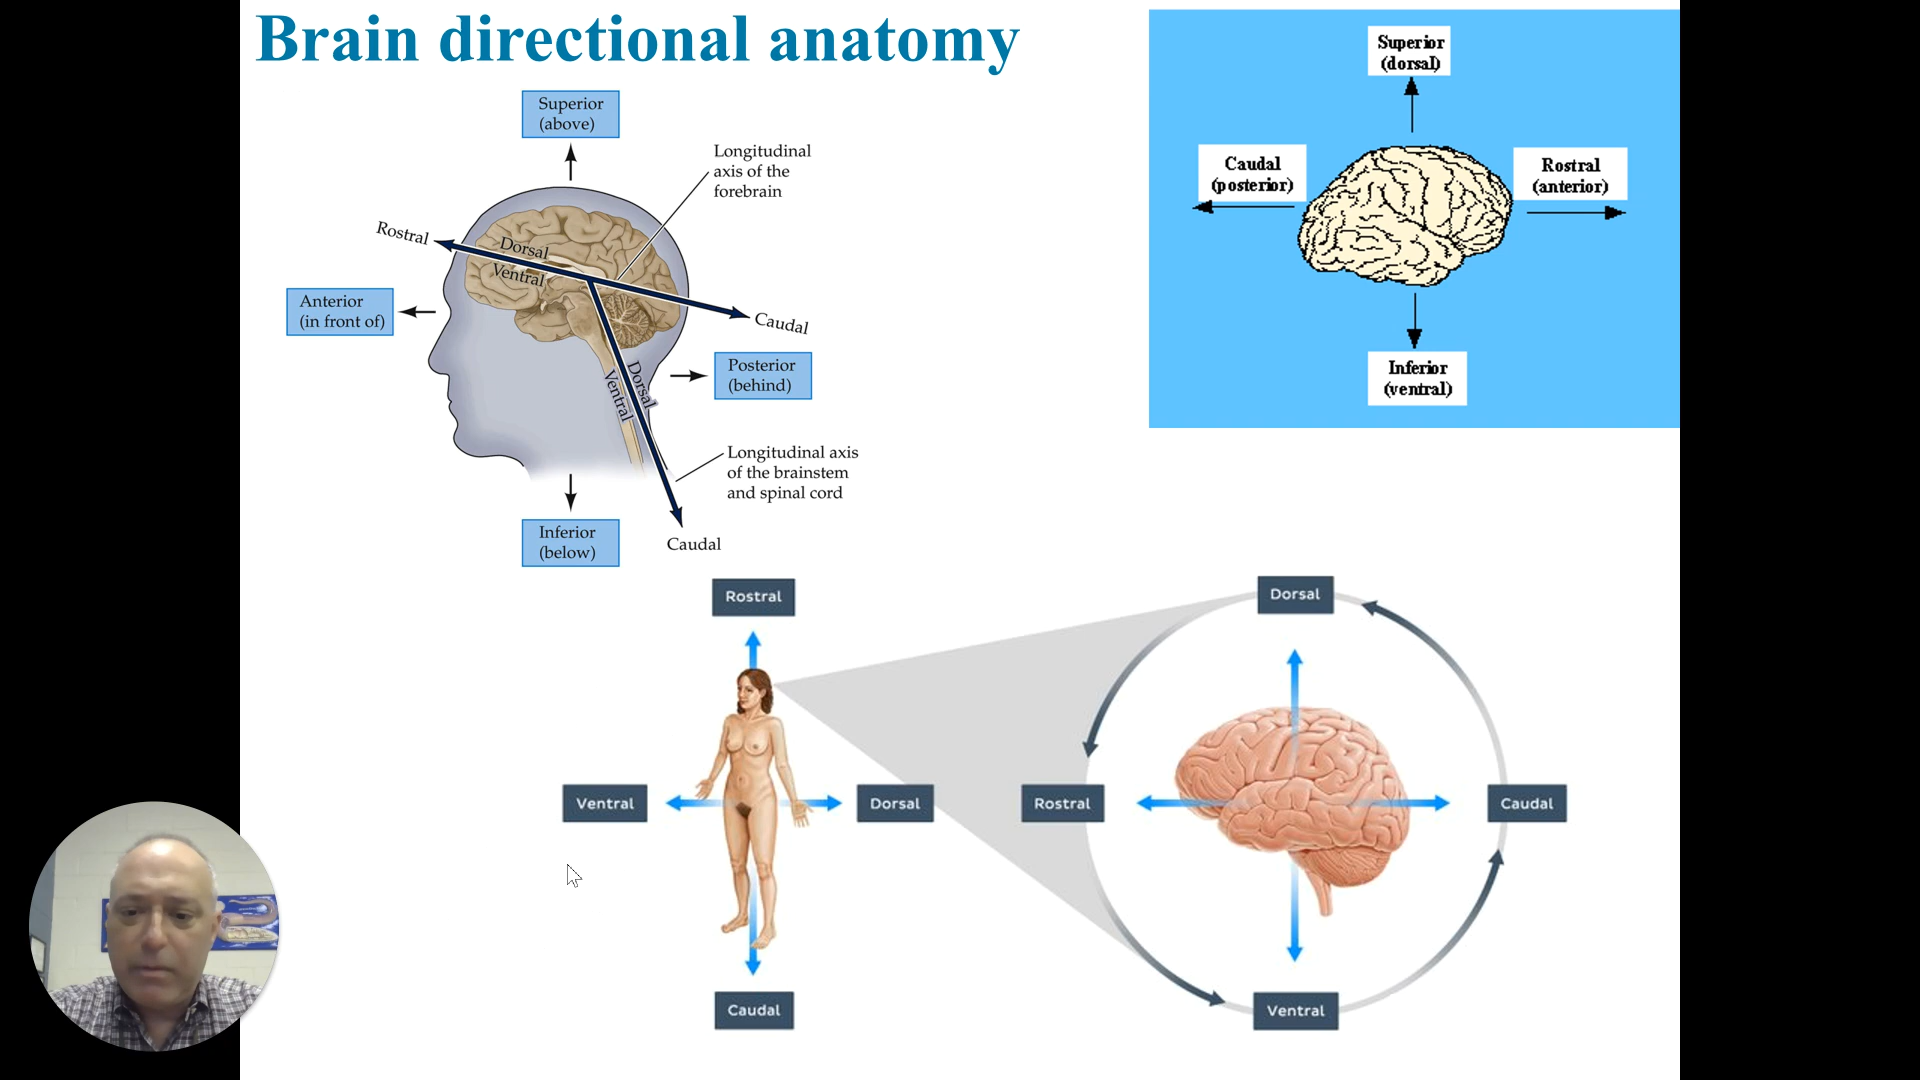 Brain directional anatomy
Superior
(above)
Longitudinal
axis of the
forebrain
Rostral
Dorsal
Ventral
Anterior
(in front of)
Caudal
Posterior
(behind)
Dorsal
Ventral
Longitudinal axis
of the brainstem
and spinal cord
Inferior
(below)
Caudal
Superior
(dorsal)
Caudal
(posterior)
Rostral
(anterior)
Inferior
(ventral)
Rostral
Ventral
Dorsal
Caudal
Dorsal
Rostral
Caudal
Ventral